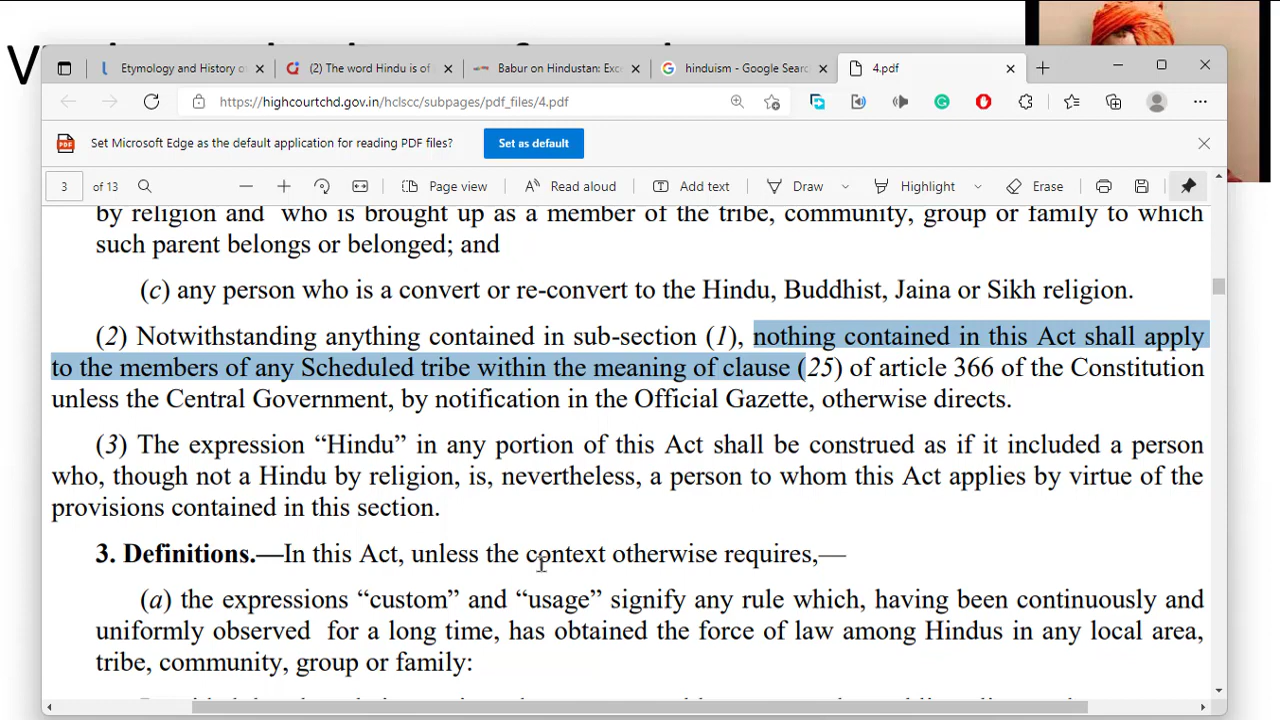 Etymology and History o
(2) The word Hindu is of
Babur on Hindustan: Exc
hinduism - Google Searc
4.pdf
https://highcourtchd.gov.in/hclscc/subpages/pdf_files/4.pdf
Set Microsoft Edge as the default application for reading PDF files?
Set as default
3 of 13
Page view
Read aloud
Add text
Draw
Highlight
Erase
by religion and who is brought up as a member of the tribe, community, group or family to which
such parent belongs or belonged; and
(c) any person who is a convert or re-convert to the Hindu, Buddhist, Jaina or Sikh religion.
(2) Notwithstanding anything contained in sub-section (1), nothing contained in this Act shall apply
to the members of any Scheduled tribe within the meaning of clause (25) of article 366 of the Constitution
unless the Central Government, by notification in the Official Gazette, otherwise directs.
(3) The expression “Hindu” in any portion of this Act shall be construed as if it included a person
who, though not a Hindu by religion, is, nevertheless, a person to whom this Act applies by virtue of the
provisions contained in this section.
3. Definitions.—In this Act, unless the context otherwise requires,—
(a) the expressions “custom” and “usage” signify any rule which, having been continuously and
uniformly observed for a long time, has obtained the force of law among Hindus in any local area,
tribe, community, group or family: